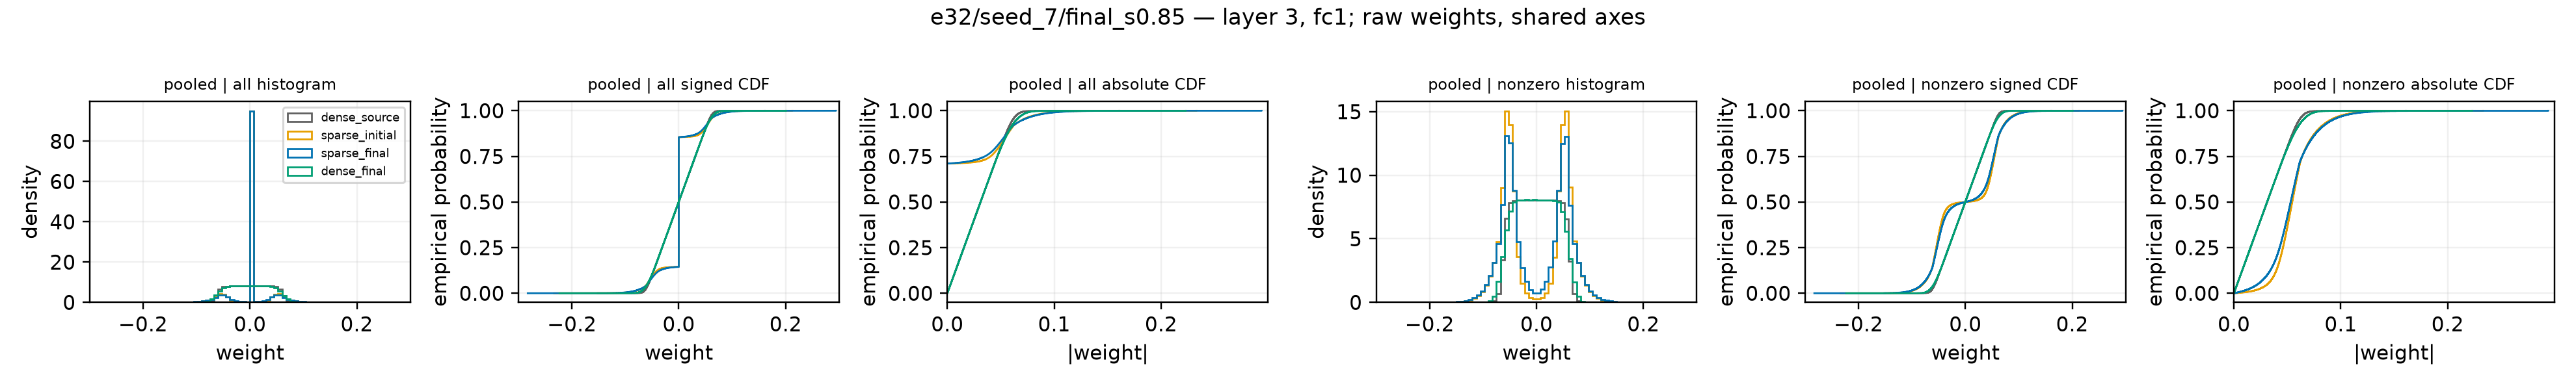 e32/seed_7/final_s0.85 — layer 3, fc1; raw weights, shared axes
pooled | all histogram
density
0
20
40
60
80
−0.2
0.0
0.2
weight
dense_source
sparse_initial
sparse_final
dense_final
pooled | all signed CDF
empirical probability
0.00
0.25
0.50
0.75
1.00
−0.2
0.0
0.2
weight
pooled | all absolute CDF
empirical probability
0.00
0.25
0.50
0.75
1.00
0.0
0.1
0.2
|weight|
pooled | nonzero histogram
density
0
5
10
15
−0.2
0.0
0.2
weight
pooled | nonzero signed CDF
empirical probability
0.00
0.25
0.50
0.75
1.00
−0.2
0.0
0.2
weight
pooled | nonzero absolute CDF
empirical probability
0.00
0.25
0.50
0.75
1.00
0.0
0.1
0.2
|weight|